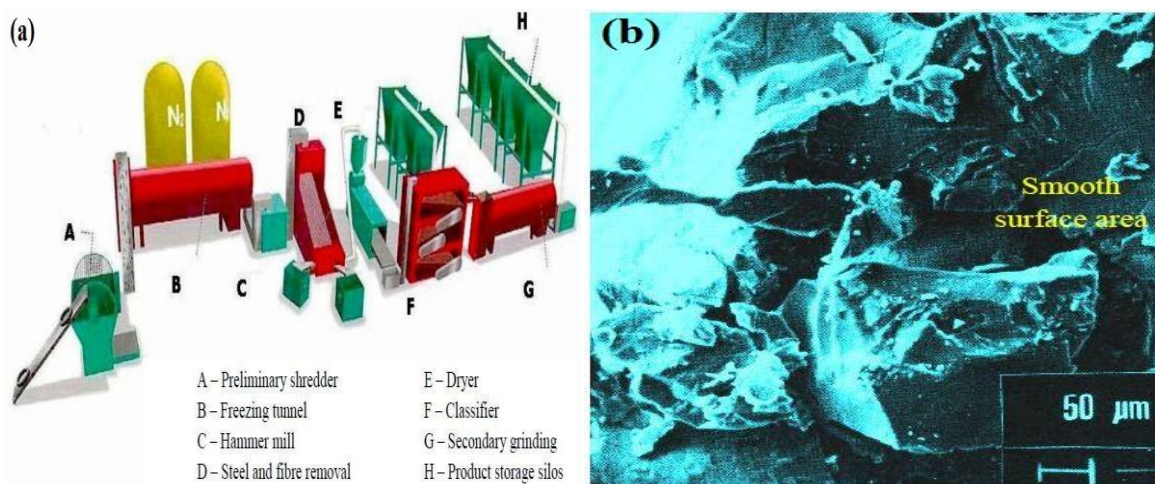 (a)
H
N₂
N
D
E
A
B
C
F
G
A – Preliminary shredder
B – Freezing tunnel
C – Hammer mill
D – Steel and fibre removal
E – Dryer
F – Classifier
G – Secondary grinding
H – Product storage silos
(b)
Smooth
surface area
50 µm